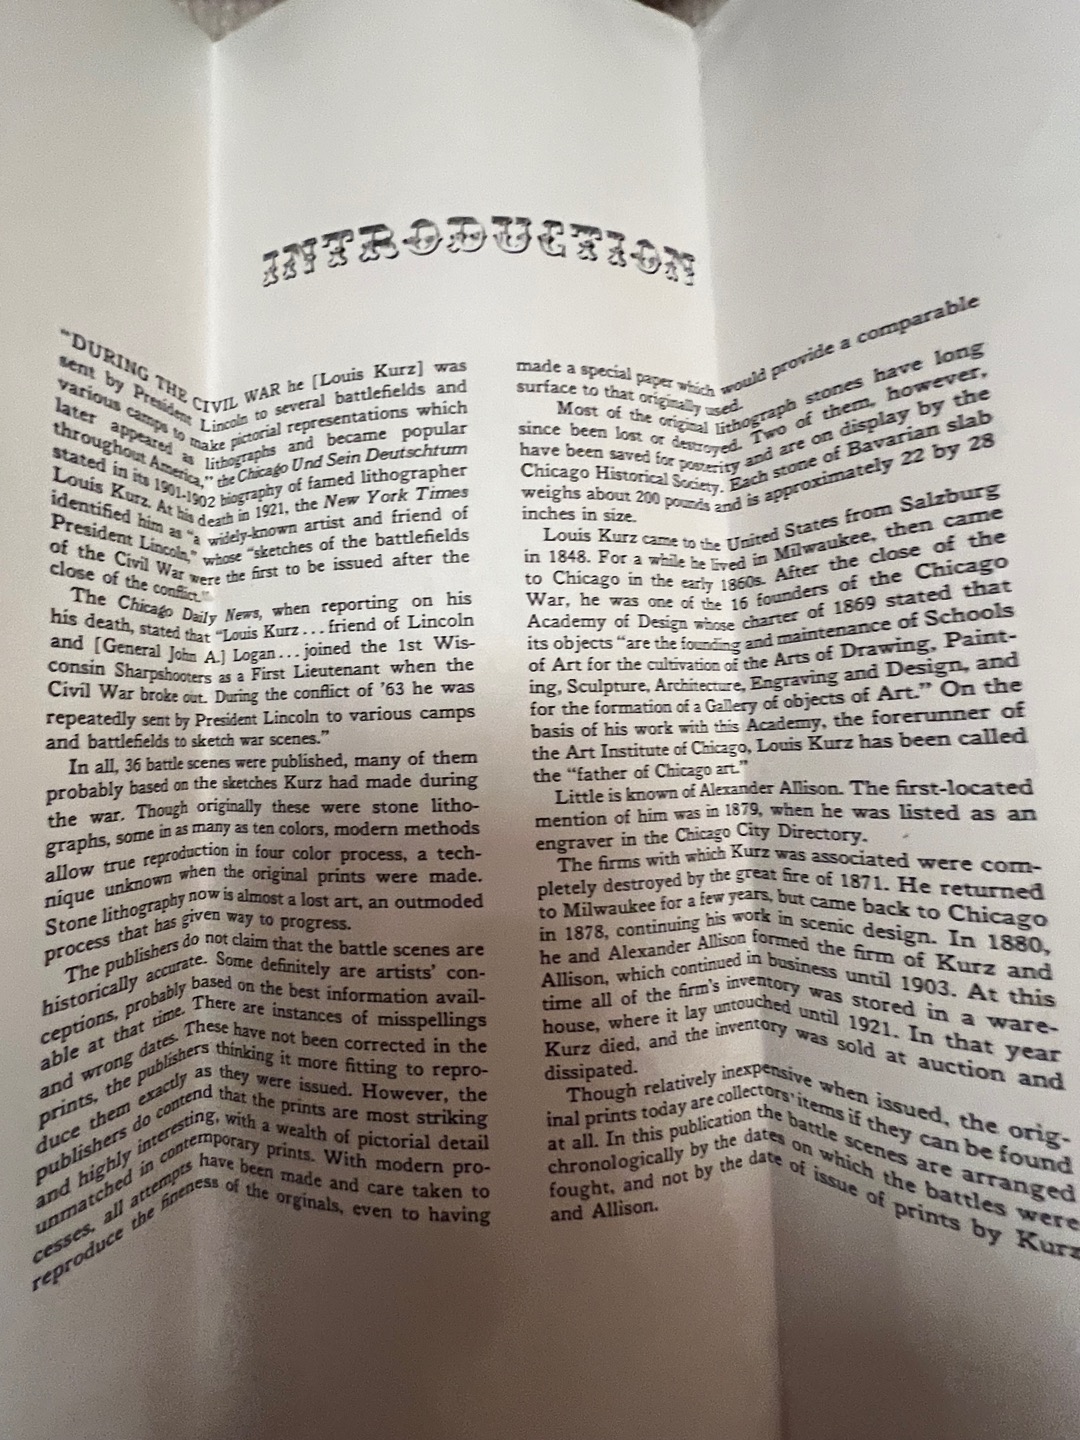 INTRODUCTION
"DURING THE CIVIL WAR he [Louis Kurz] was
sent by President Lincoln to several battlefields and
various camps to make pictorial representations which
later appeared as lithographs and became popular
throughout America," the Chicago Und Sein Deutschtum
stated in its 1901-1902 biography of famed lithographer
Louis Kurz. At his death in 1921, the New York Times
identified him as "a widely-known artist and friend of
President Lincoln," whose "sketches of the battlefields
of the Civil War were the first to be issued after the
close of the conflict."
The Chicago Daily News, when reporting on his
his death, stated that "Louis Kurz . . . friend of Lincoln
and [General John A.] Logan . . . joined the 1st Wis-
consin Sharpshooters as a First Lieutenant when the
Civil War broke out. During the conflict of '63 he was
repeatedly sent by President Lincoln to various camps
and battlefields to sketch war scenes."
In all, 36 battle scenes were published, many of them
probably based on the sketches Kurz had made during
the war. Though originally these were stone litho-
graphs, some in as many as ten colors, modern methods
allow true reproduction in four color process, a tech-
nique unknown when the original prints were made.
Stone lithography now is almost a lost art, an outmoded
process that has given way to progress.
The publishers do not claim that the battle scenes are
historically accurate. Some definitely are artists' con-
ceptions, probably based on the best information avail-
able at that time. There are instances of misspellings
and wrong dates. These have not been corrected in the
prints, the publishers thinking it more fitting to repro-
duce them exactly as they were issued. However, the
publishers do contend that the prints are most striking
and highly interesting, with a wealth of pictorial detail
unmatched in contemporary prints. With modern pro-
cesses, all attempts have been made and care taken to
reproduce the fineness of the orginals, even to having
made a special paper which would provide a comparable
surface to that originally used.
Most of the original lithograph stones have long
since been lost or destroyed. Two of them, however,
have been saved for posterity and are on display by the
Chicago Historical Society. Each stone of Bavarian slab
weighs about 200 pounds and is approximately 22 by 28
inches in size.
Louis Kurz came to the United States from Salzburg
in 1848. For a while he lived in Milwaukee, then came
to Chicago in the early 1860s. After the close of the
War, he was one of the 16 founders of the Chicago
Academy of Design whose charter of 1869 stated that
its objects "are the founding and maintenance of Schools
of Art for the cultivation of the Arts of Drawing, Paint-
ing, Sculpture, Architecture, Engraving and Design, and
for the formation of a Gallery of objects of Art." On the
basis of his work with this Academy, the forerunner of
the Art Institute of Chicago, Louis Kurz has been called
the "father of Chicago art."
Little is known of Alexander Allison. The first-located
mention of him was in 1879, when he was listed as an
engraver in the Chicago City Directory.
The firms with which Kurz was associated were com-
pletely destroyed by the great fire of 1871. He returned
to Milwaukee for a few years, but came back to Chicago
in 1878, continuing his work in scenic design. In 1880,
he and Alexander Allison formed the firm of Kurz and
Allison, which continued in business until 1903. At this
time all of the firm's inventory was stored in a ware-
house, where it lay untouched until 1921. In that year
Kurz died, and the inventory was sold at auction and
dissipated.
Though relatively inexpensive when issued, the orig-
inal prints today are collectors' items if they can be found
at all. In this publication the battle scenes are arranged
chronologically by the dates on which the battles were
fought, and not by the date of issue of prints by Kurz
and Allison.